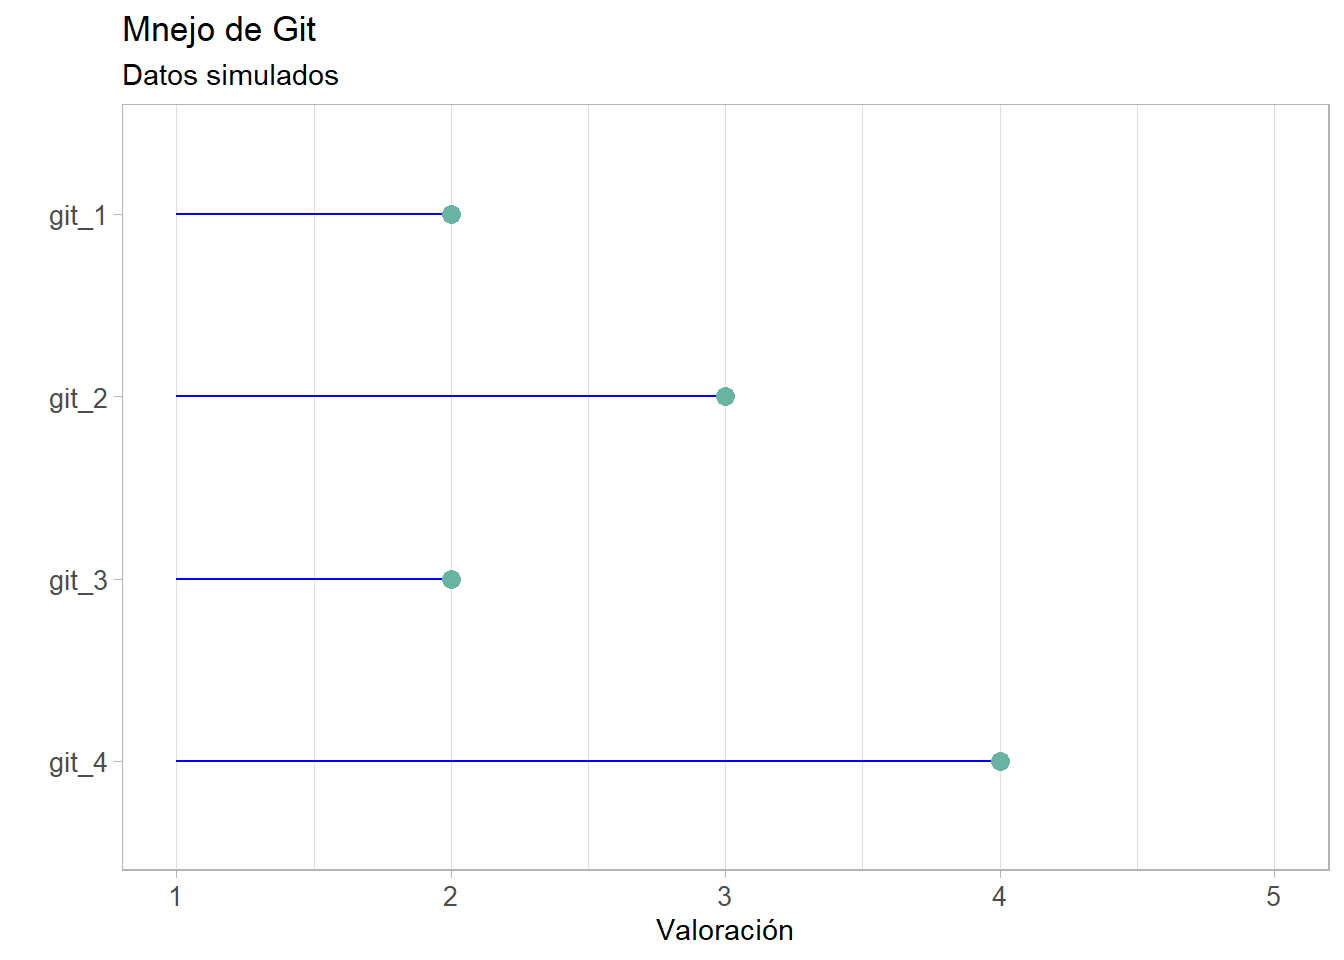 Mnejo de Git
Datos simulados
git_1
git_2
git_3
git_4
1 2 3 4 5
Valoración